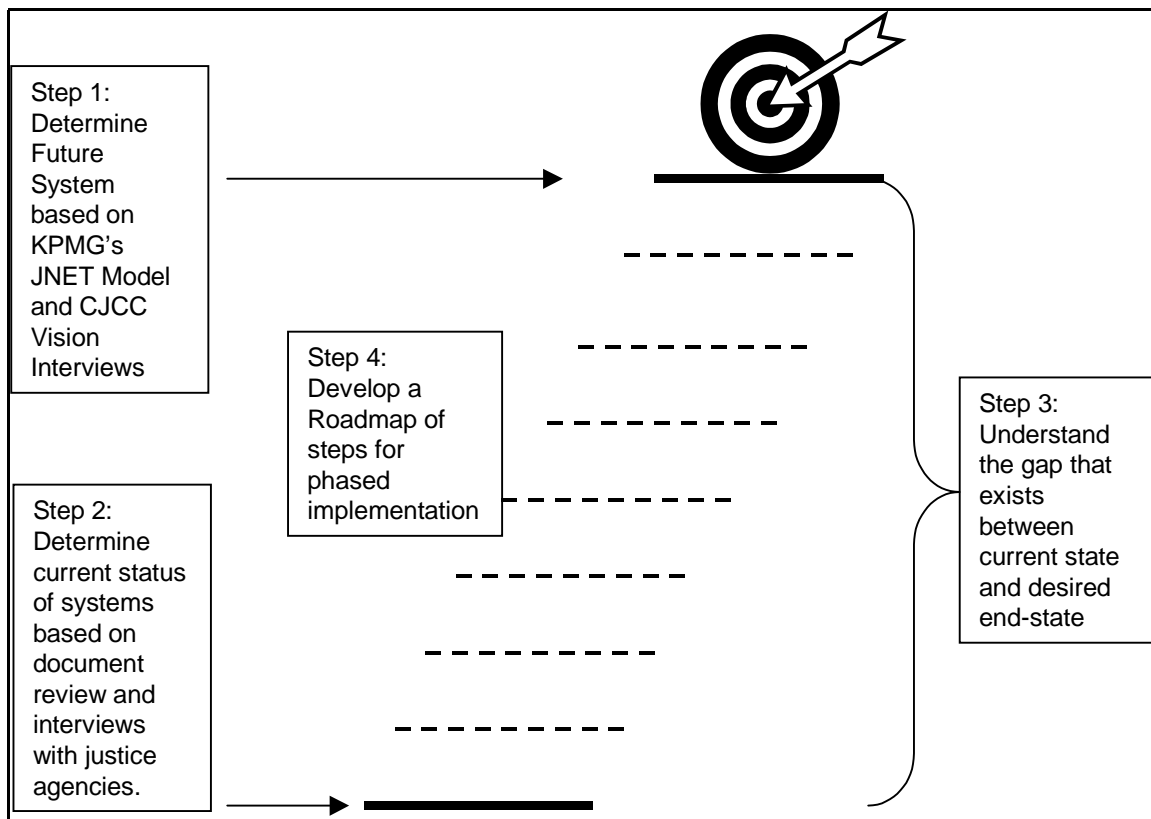 Step 1:
Determine
Future
System
based on
KPMG's
JNET Model
and CJCC
Vision
Interviews
Step 2:
Determine
current status
of systems
based on
document
review and
interviews
with justice
agencies.
Step 3:
Understand
the gap that
exists
between
current state
and desired
end-state
Step 4:
Develop a
Roadmap of
steps for
phased
implementation